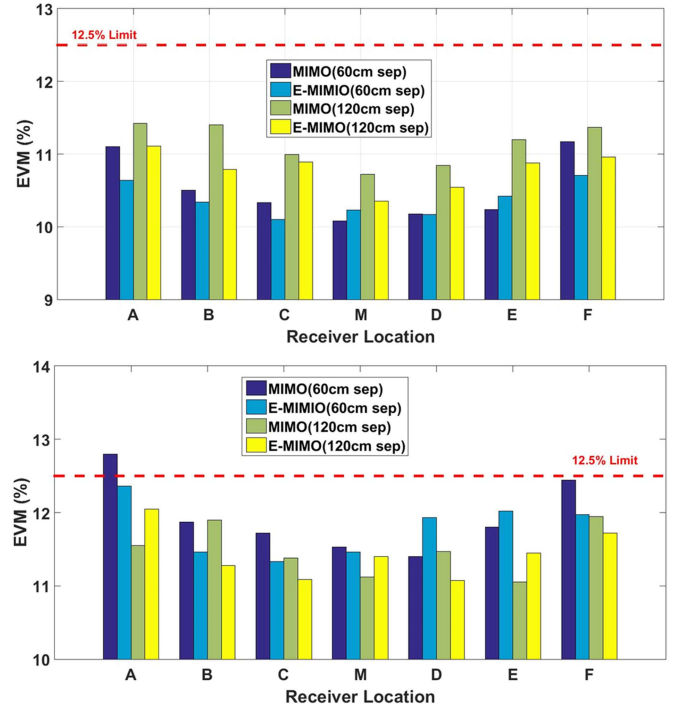 13
12.5% Limit
12
MIMO(60cm sep)
E-MIMIO(60cm sep)
MIMO(120cm sep)
E-MIMO(120cm sep)
EVM (%)
11
10
9
A B C M D E F
Receiver Location
14
MIMO(60cm sep)
E-MIMIO(60cm sep)
MIMO(120cm sep)
E-MIMO(120cm sep)
13
12.5% Limit
EVM (%)
12
11
10
A B C M D E F
Receiver Location